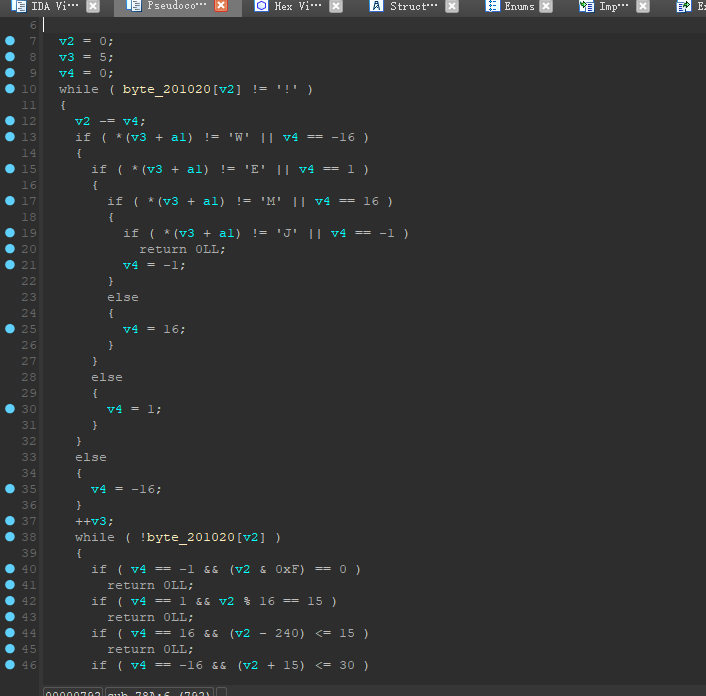 IDA Vi··· Pseudoco··· Hex Vi··· Struct··· Enums Imp··· Ex
6
7 v2 = 0;
8 v3 = 5;
9 v4 = 0;
10 while ( byte_201020[v2] != '!' )
11 {
12 v2 -= v4;
13 if ( *(v3 + a1) != 'W' || v4 == -16 )
14 {
15 if ( *(v3 + a1) != 'E' || v4 == 1 )
16 {
17 if ( *(v3 + a1) != 'M' || v4 == 16 )
18 {
19 if ( *(v3 + a1) != 'J' || v4 == -1 )
20 return 0LL;
21 v4 = -1;
22 }
23 else
24 {
25 v4 = 16;
26 }
27 }
28 else
29 {
30 v4 = 1;
31 }
32 }
33 else
34 {
35 v4 = -16;
36 }
37 ++v3;
38 while ( !byte_201020[v2] )
39 {
40 if ( v4 == -1 && (v2 & 0xF) == 0 )
41 return 0LL;
42 if ( v4 == 1 && v2 % 16 == 15 )
43 return 0LL;
44 if ( v4 == 16 && (v2 - 240) <= 15 )
45 return 0LL;
46 if ( v4 == -16 && (v2 + 15) <= 30 )